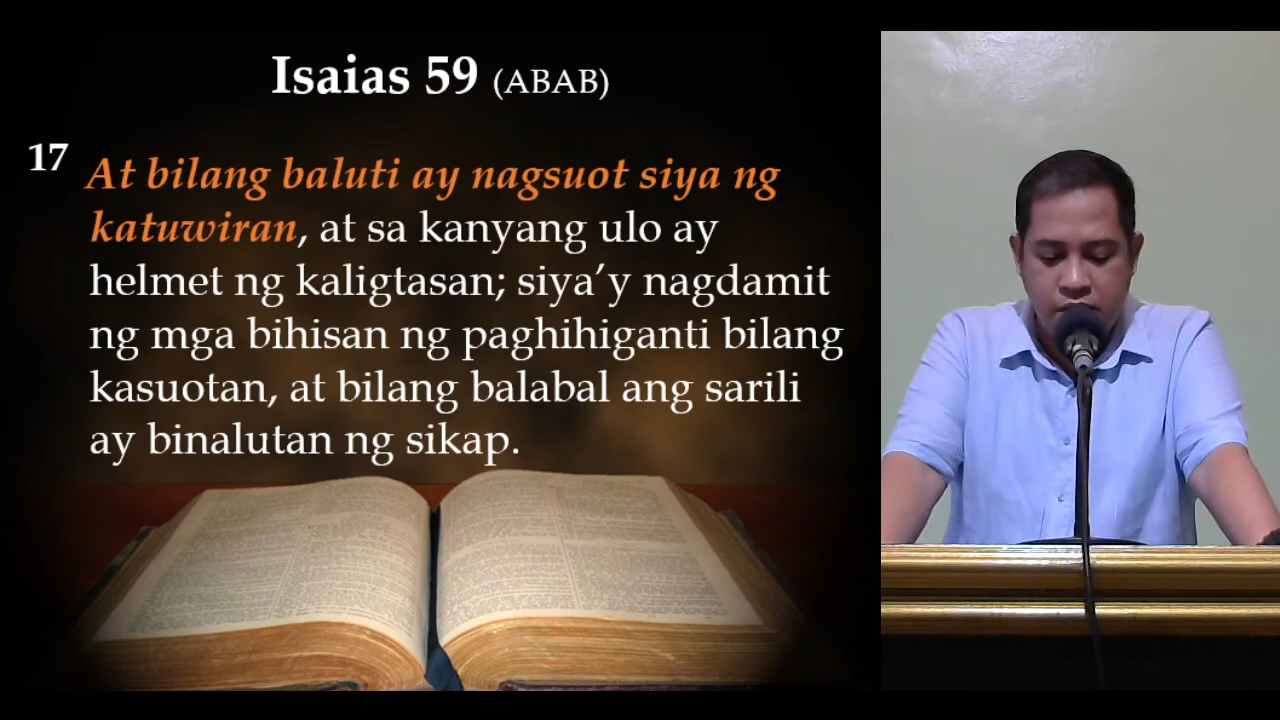 Isaias 59 (ABAB)
17 At bilang baluti ay nagsuot siya ng
katuwiran, at sa kanyang ulo ay
helmet ng kaligtasan; siya’y nagdamit
ng mga bihisan ng paghihiganti bilang
kasuotan, at bilang balabal ang sarili
ay binalutan ng sikap.